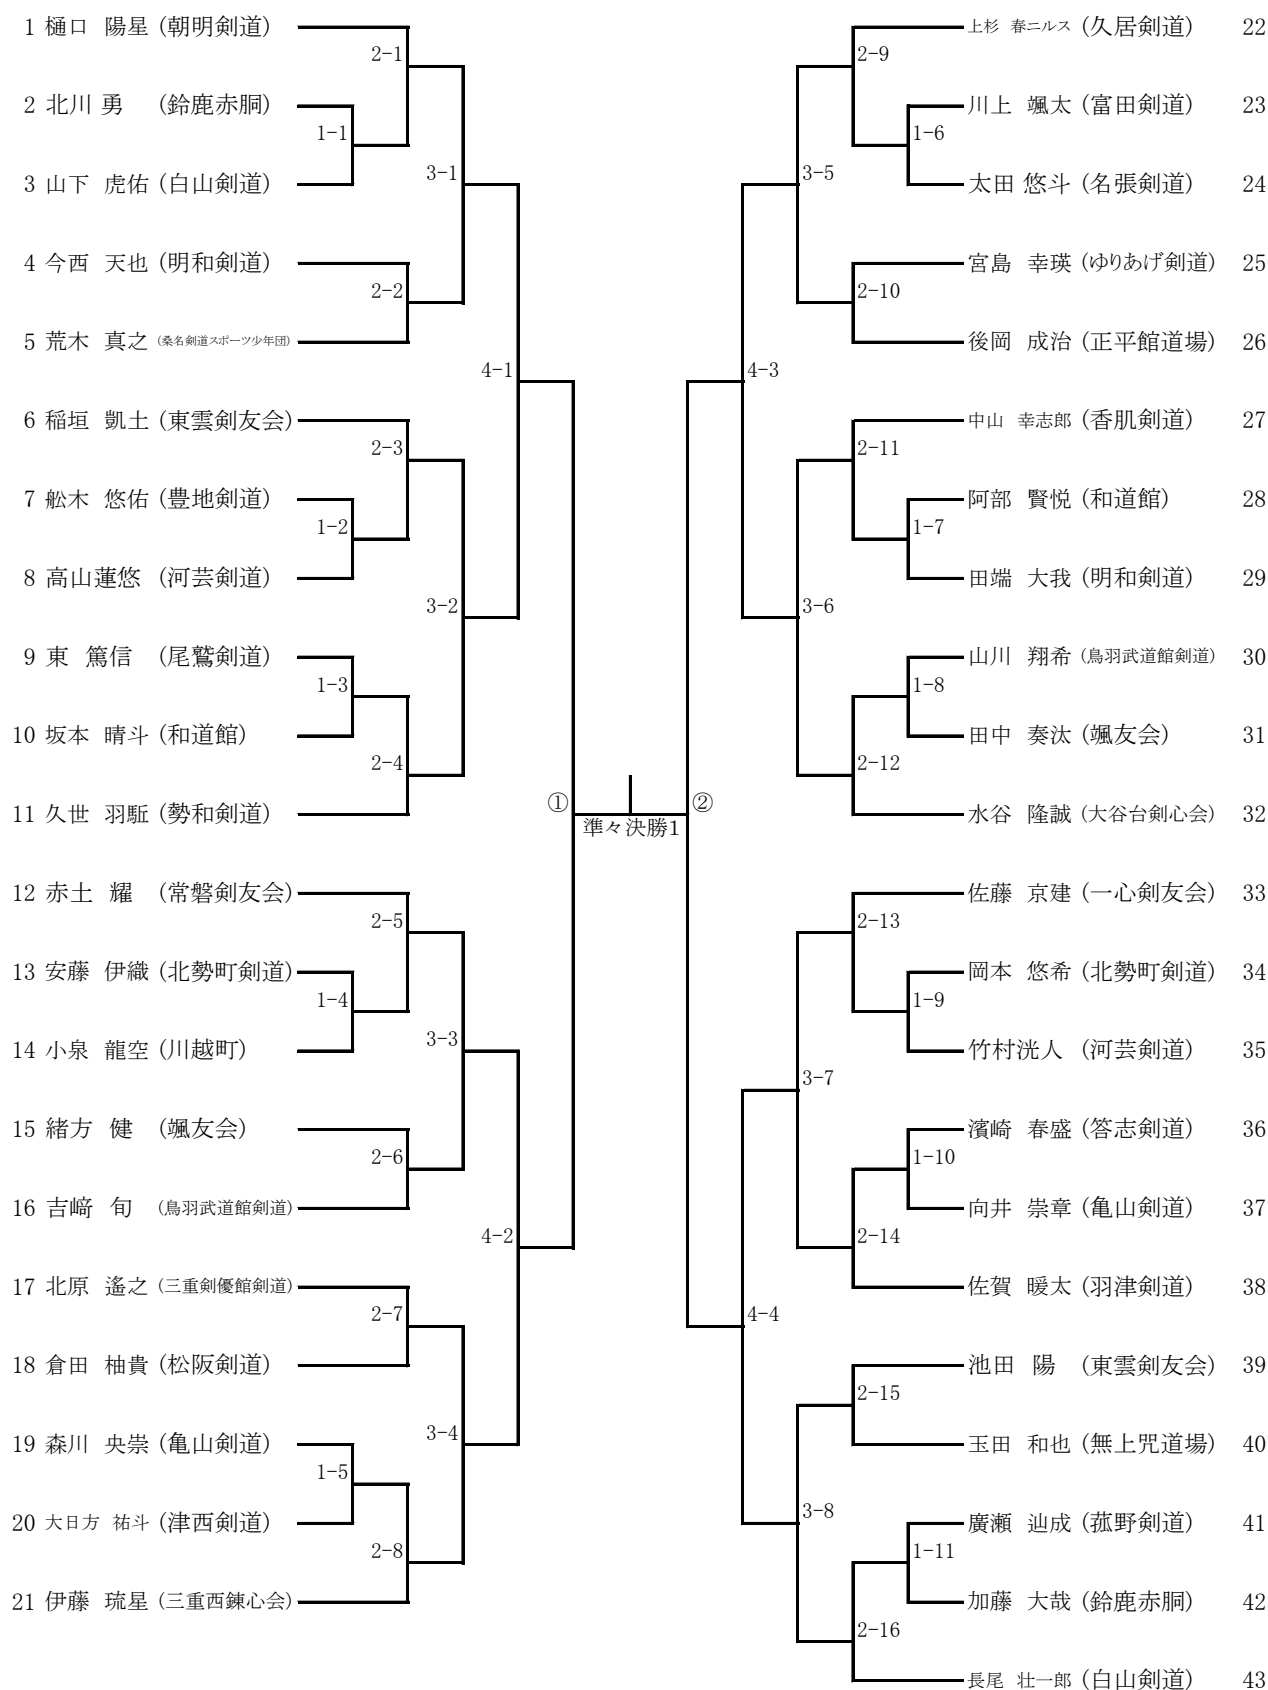 1 樋口 陽星 (朝明剣道)
2-1
2 北川 勇 (鈴鹿赤胴)
1-1
3 山下 虎佑 (白山剣道)
3-1
4 今西 天也 (明和剣道)
2-2
5 荒木 真之 (桑名剣道スポーツ少年団)
4-1
6 稲垣 凱土 (東雲剣友会)
2-3
7 舩木 悠佑 (豊地剣道)
1-2
8 高山蓮悠 (河芸剣道)
3-2
9 東 篤信 (尾鷲剣道)
1-3
10 坂本 晴斗 (和道館)
2-4
11 久世 羽駈 (勢和剣道)
①
準々決勝1
②
12 赤土 耀 (常磐剣友会)
2-5
13 安藤 伊織 (北勢町剣道)
1-4
14 小泉 龍空 (川越町)
3-3
15 緒方 健 (颯友会)
2-6
16 吉﨑 旬 (鳥羽武道館剣道)
4-2
17 北原 遙之 (三重剣優館剣道)
2-7
18 倉田 柚貴 (松阪剣道)
3-4
19 森川 央崇 (亀山剣道)
1-5
20 大日方 祐斗 (津西剣道)
2-8
21 伊藤 琉星 (三重西錬心会)
上杉 春ニルス (久居剣道) 22
2-9
川上 颯太 (富田剣道) 23
1-6
3-5
太田 悠斗 (名張剣道) 24
宮島 幸瑛 (ゆりあげ剣道) 25
2-10
後岡 成治 (正平館道場) 26
4-3
中山 幸志郎 (香肌剣道) 27
2-11
阿部 賢悦 (和道館) 28
1-7
田端 大我 (明和剣道) 29
3-6
山川 翔希 (鳥羽武道館剣道) 30
1-8
田中 奏汰 (颯友会) 31
2-12
水谷 隆誠 (大谷台剣心会) 32
佐藤 京建 (一心剣友会) 33
2-13
岡本 悠希 (北勢町剣道) 34
1-9
竹村洸人 (河芸剣道) 35
3-7
濱崎 春盛 (答志剣道) 36
1-10
向井 崇章 (亀山剣道) 37
2-14
佐賀 暖太 (羽津剣道) 38
4-4
池田 陽 (東雲剣友会) 39
2-15
玉田 和也 (無上咒道場) 40
3-8
廣瀬 辿成 (菰野剣道) 41
1-11
加藤 大哉 (鈴鹿赤胴) 42
2-16
長尾 壮一郎 (白山剣道) 43